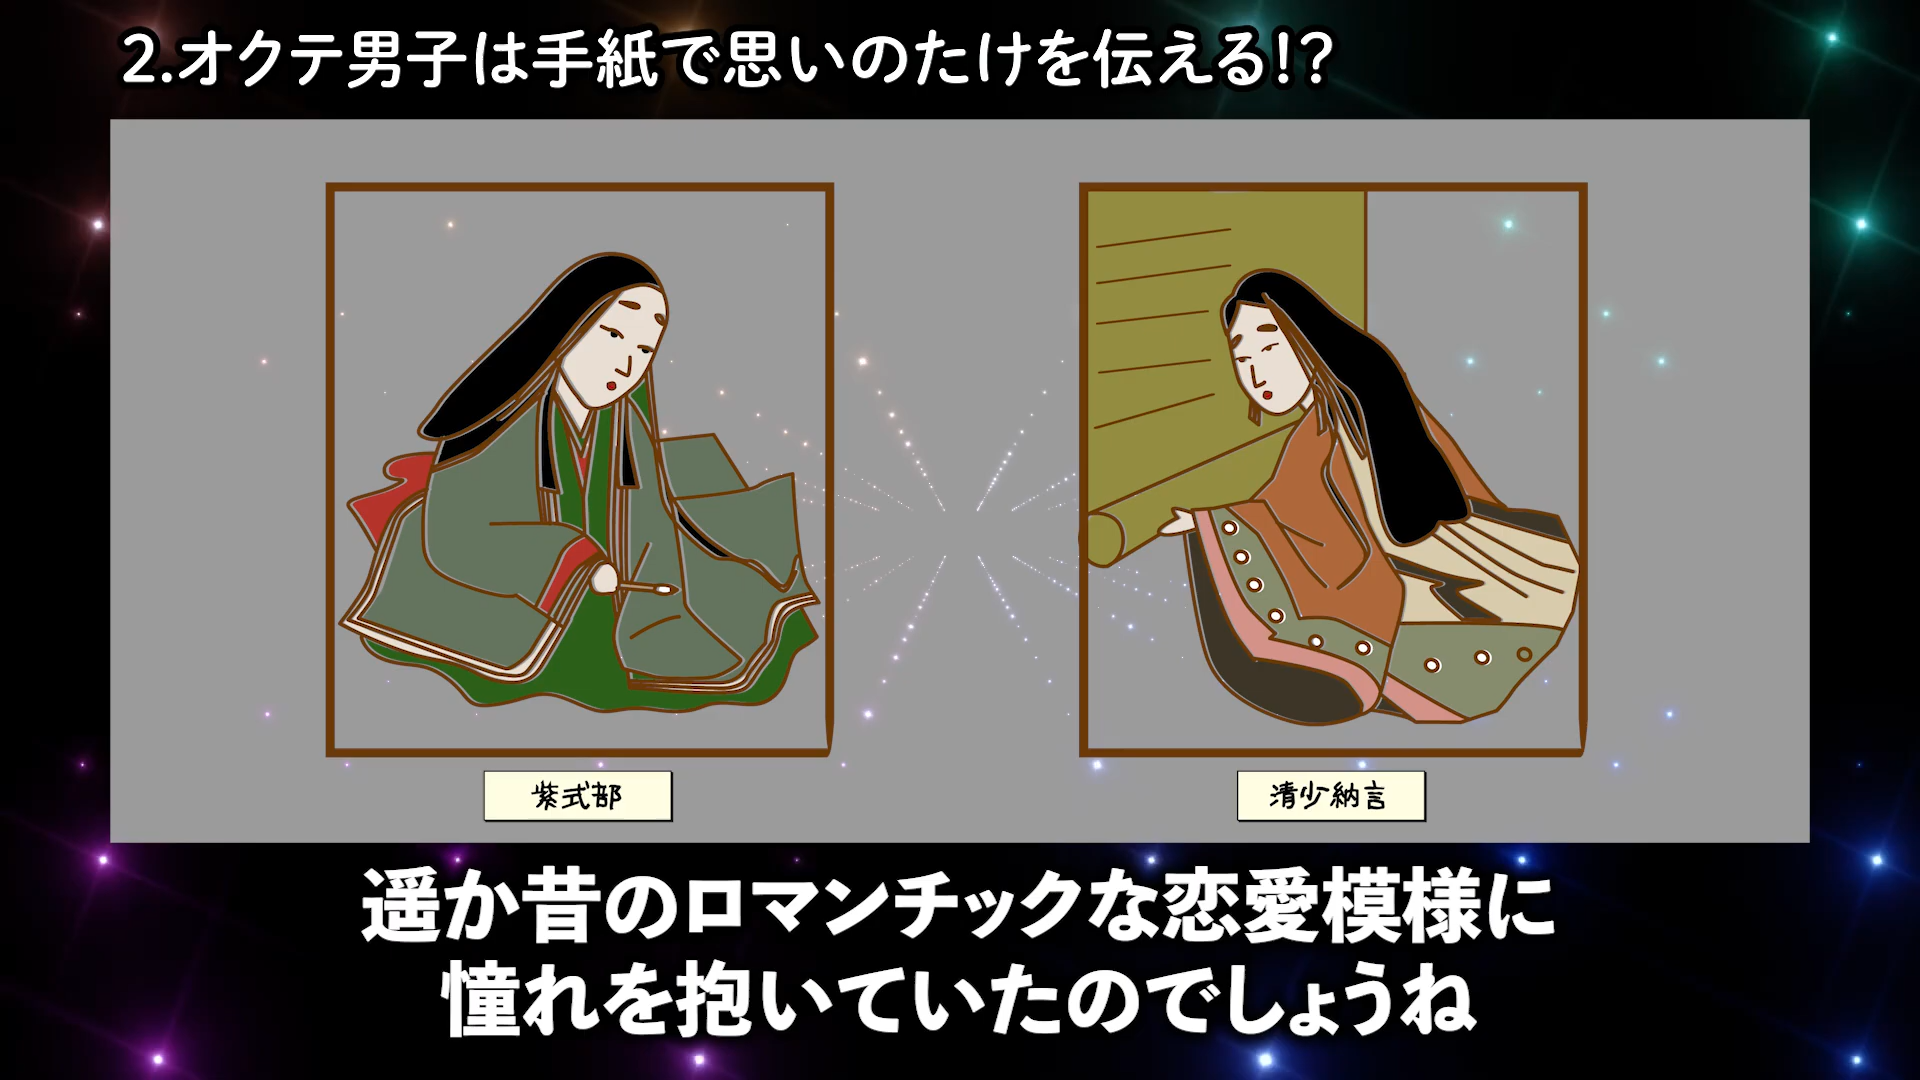 2.オクテ男子は手紙で思いのたけを伝える!?
紫式部
清少納言
遥か昔のロマンチックな恋愛模様に
憧れを抱いていたのでしょうね